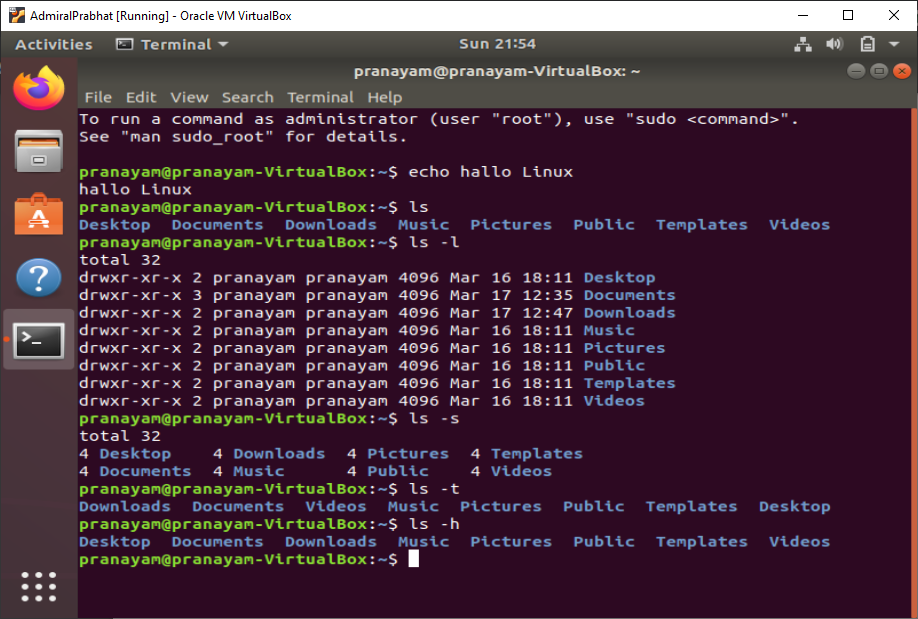 AdmiralPrabhat [Running] - Oracle VM VirtualBox
Activities Terminal Sun 21:54
pranayam@pranayam-VirtualBox: ~
File Edit View Search Terminal Help
To run a command as administrator (user "root"), use "sudo <command>".
See "man sudo_root" for details.
pranayam@pranayam-VirtualBox:~$ echo hallo Linux
hallo Linux
pranayam@pranayam-VirtualBox:~$ ls
Desktop Documents Downloads Music Pictures Public Templates Videos
pranayam@pranayam-VirtualBox:~$ ls -l
total 32
drwxr-xr-x 2 pranayam pranayam 4096 Mar 16 18:11 Desktop
drwxr-xr-x 3 pranayam pranayam 4096 Mar 17 12:35 Documents
drwxr-xr-x 2 pranayam pranayam 4096 Mar 17 12:47 Downloads
drwxr-xr-x 2 pranayam pranayam 4096 Mar 16 18:11 Music
drwxr-xr-x 2 pranayam pranayam 4096 Mar 16 18:11 Pictures
drwxr-xr-x 2 pranayam pranayam 4096 Mar 16 18:11 Public
drwxr-xr-x 2 pranayam pranayam 4096 Mar 16 18:11 Templates
drwxr-xr-x 2 pranayam pranayam 4096 Mar 16 18:11 Videos
pranayam@pranayam-VirtualBox:~$ ls -s
total 32
4 Desktop 4 Downloads 4 Pictures 4 Templates
4 Documents 4 Music 4 Public 4 Videos
pranayam@pranayam-VirtualBox:~$ ls -t
Downloads Documents Videos Music Pictures Public Templates Desktop
pranayam@pranayam-VirtualBox:~$ ls -h
Desktop Documents Downloads Music Pictures Public Templates Videos
pranayam@pranayam-VirtualBox:~$